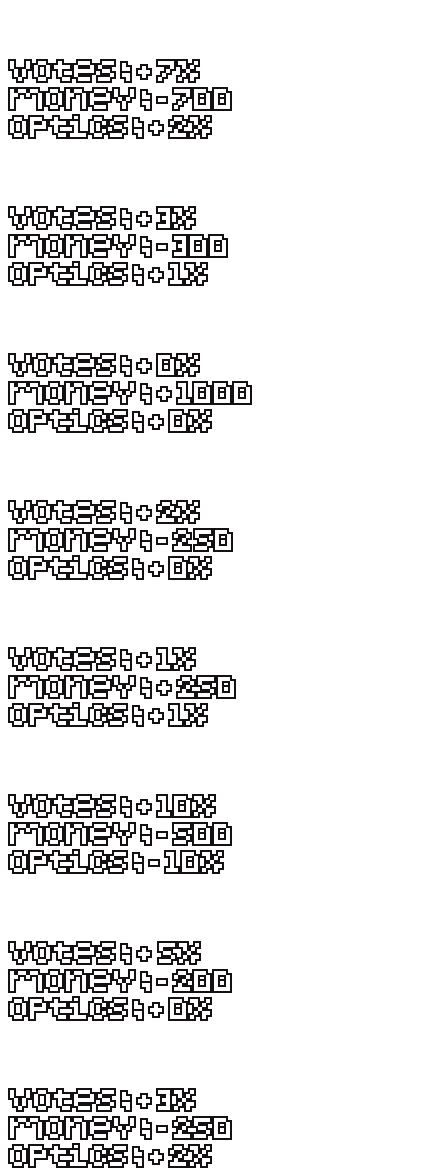 Votes:+7%
Money:-700
Optics:+2%
Votes:+3%
Money:-300
Optics:+1%
Votes:+0%
Money:+1000
Optics:+0%
Votes:+2%
Money:-250
Optics:+0%
Votes:+1%
Money:+250
Optics:+1%
Votes:+10%
Money:-500
Optics:-10%
Votes:+5%
Money:-200
Optics:+0%
Votes:+3%
Money:-250
Optics:+2%